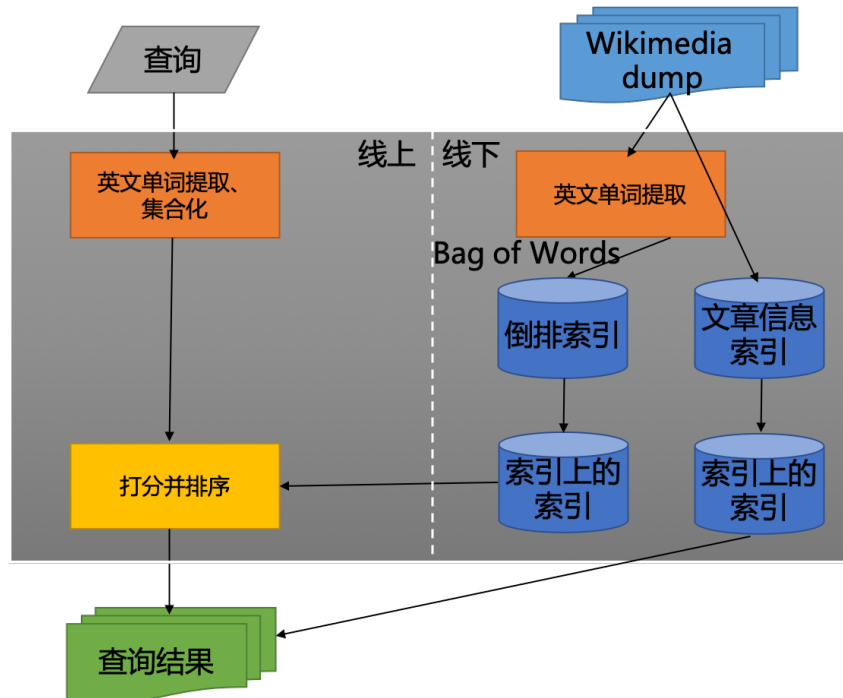 查询
Wikimedia
dump
线上
线下
英文单词提取、
集合化
英文单词提取
Bag of Words
倒排索引
文章信息
索引
打分并排序
索引上的
索引
索引上的
索引
查询结果